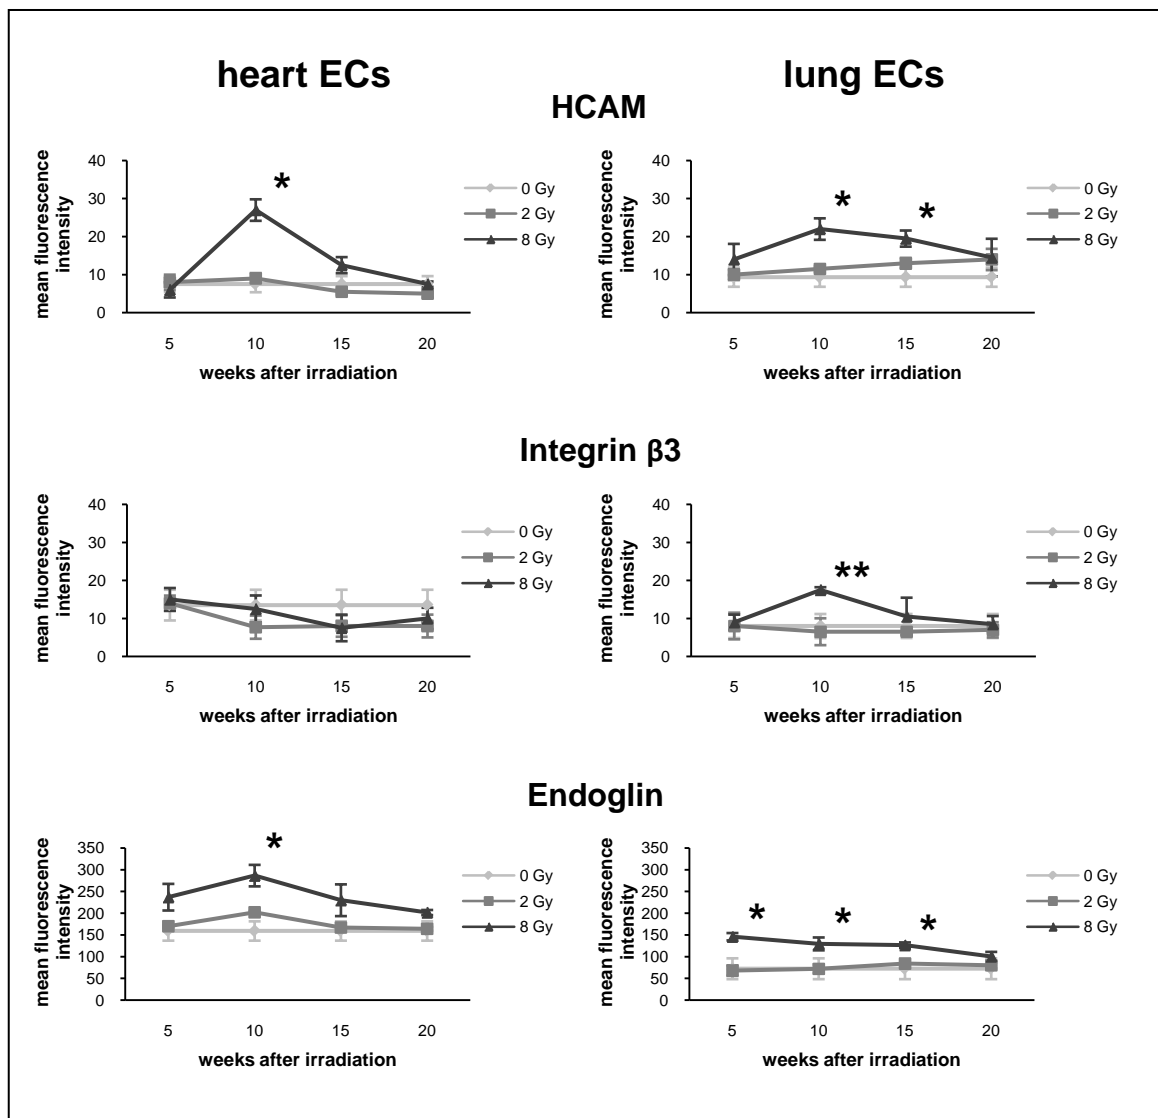 heart ECs
lung ECs
HCAM
mean fluorescence
intensity
40
30
20
10
0
*
5 10 15 20
weeks after irradiation
0 Gy
2 Gy
8 Gy
mean fluorescence
intensity
40
30
20
10
0
* *
5 10 15 20
weeks after irradiation
0 Gy
2 Gy
8 Gy
Integrin β3
mean fluorescence
intensity
40
30
20
10
0
5 10 15 20
weeks after irradiation
0 Gy
2 Gy
8 Gy
mean fluorescence
intensity
40
30
20
10
0
**
5 10 15 20
weeks after irradiation
0 Gy
2 Gy
8 Gy
Endoglin
mean fluorescence
intensity
350
300
250
200
150
100
50
0
*
5 10 15 20
weeks after irradiation
0 Gy
2 Gy
8 Gy
mean fluorescence
intensity
350
300
250
200
150
100
50
0
* * *
5 10 15 20
weeks after irradiation
0 Gy
2 Gy
8 Gy